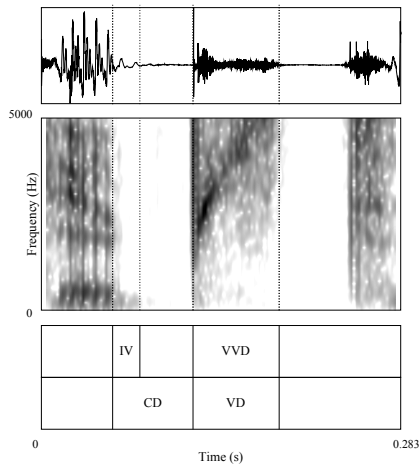 5000
Frequency (Hz)
0
IV VVD
CD VD
0 0.283
Time (s)